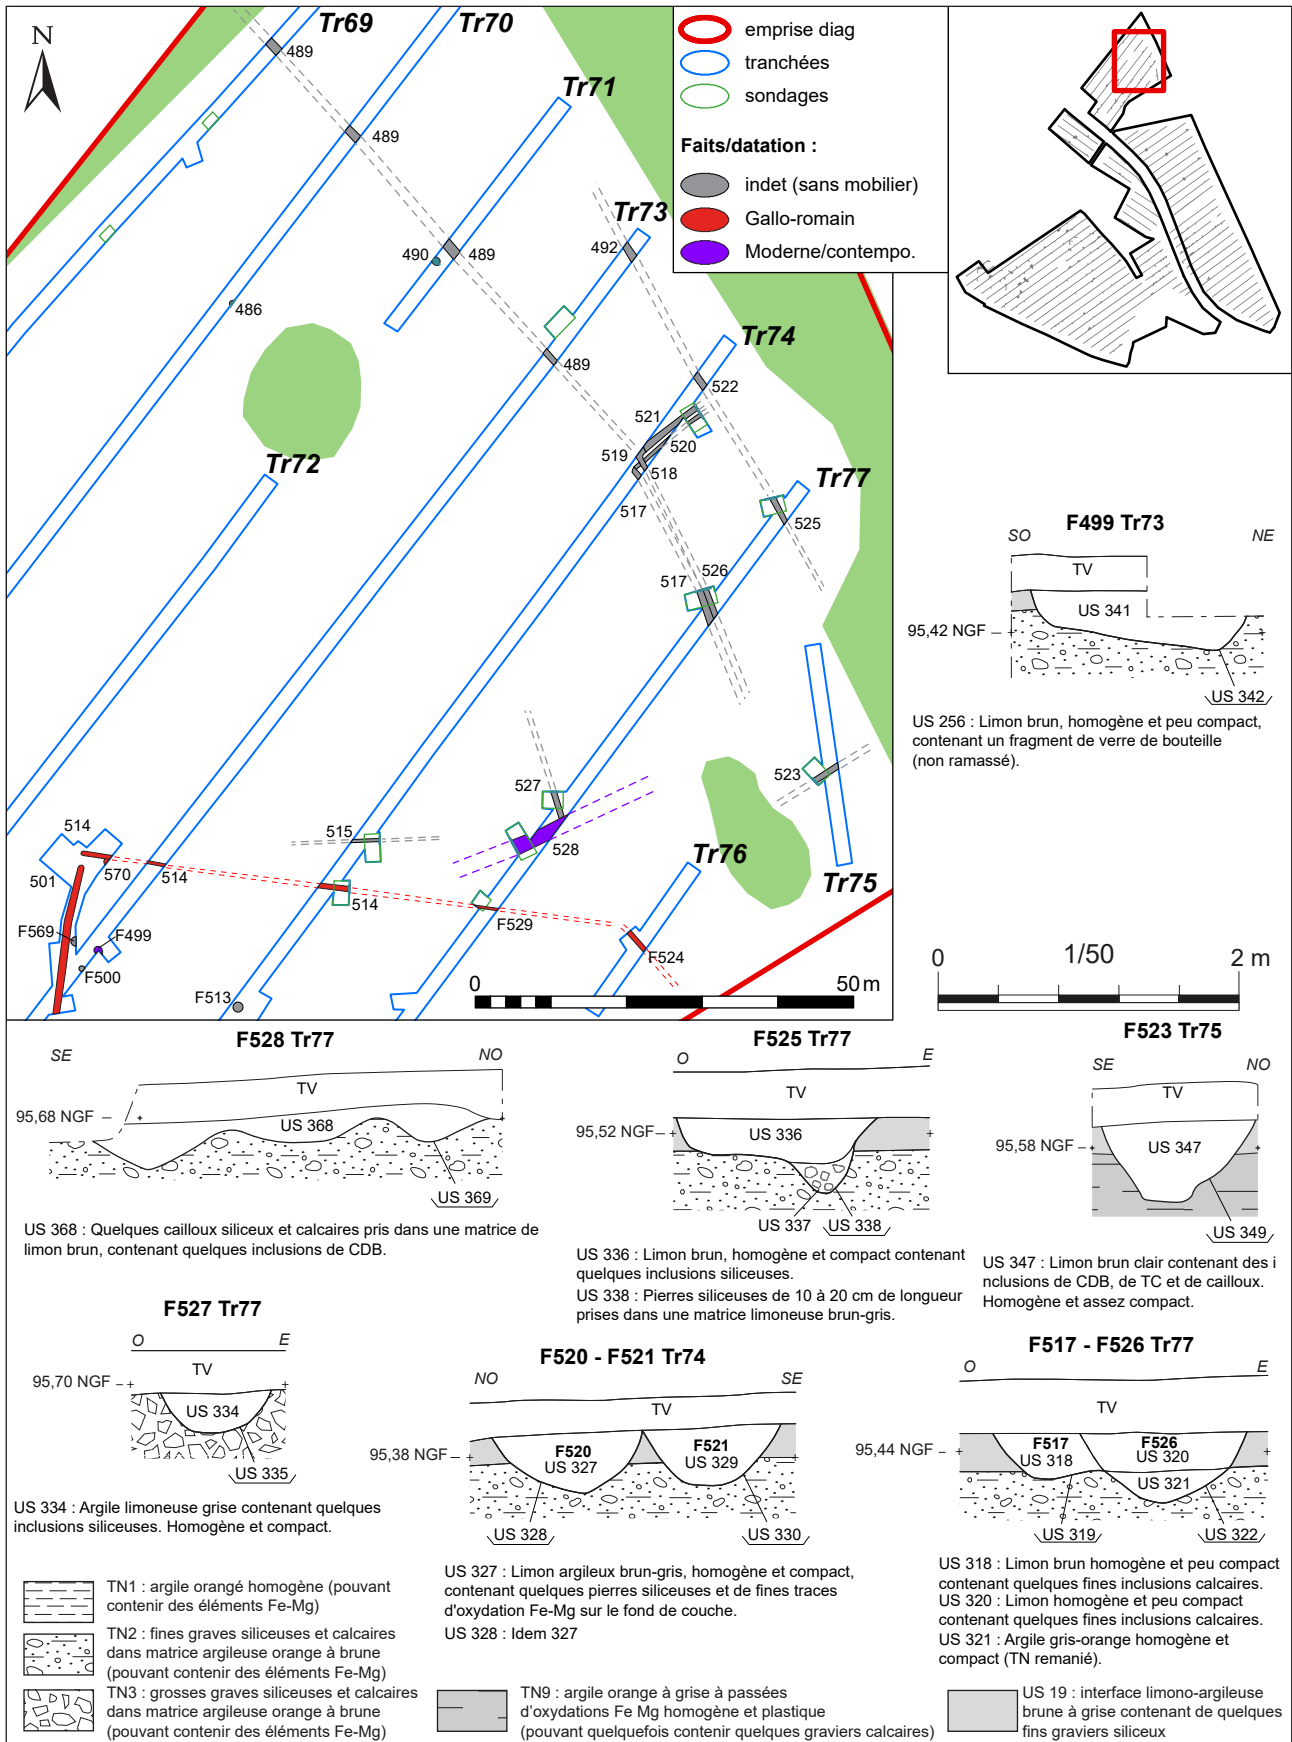 N
Tr69
Tr70
Tr71
Tr73
Tr74
Tr72
Tr77
Tr76
Tr75
489
489
489
489
490
486
492
522
521
520
519
518
517
525
526
517
527
528
523
515
514
570
514
514
501
F569
F499
F500
F513
F529
F524
0
50 m
emprise diag
tranchées
sondages
Faits/datation :
indet (sans mobilier)
Gallo-romain
Moderne/contempo.
F499 Tr73
SO
NE
TV
US 341
95,42 NGF
US 342
US 256 : Limon brun, homogène et peu compact,
contenant un fragment de verre de bouteille
(non ramassé).
0
1/50
2 m
F528 Tr77
SE
NO
TV
95,68 NGF
US 368
US 369
US 368 : Quelques cailloux siliceux et calcaires pris dans une matrice de
limon brun, contenant quelques inclusions de CDB.
F525 Tr77
O
E
TV
95,52 NGF
US 336
US 337
US 338
US 336 : Limon brun, homogène et compact contenant
quelques inclusions siliceuses.
US 338 : Pierres siliceuses de 10 à 20 cm de longueur
prises dans une matrice limoneuse brun-gris.
F523 Tr75
SE
NO
TV
95,58 NGF
US 347
US 349
US 347 : Limon brun clair contenant des i
nclusions de CDB, de TC et de cailloux.
Homogène et assez compact.
F527 Tr77
O
E
TV
95,70 NGF
US 334
US 335
US 334 : Argile limoneuse grise contenant quelques
inclusions siliceuses. Homogène et compact.
F520 - F521 Tr74
NO
SE
TV
95,38 NGF
F520
US 327
F521
US 329
US 328
US 330
US 327 : Limon argileux brun-gris, homogène et compact,
contenant quelques pierres siliceuses et de fines traces
d'oxydation Fe-Mg sur le fond de couche.
US 328 : Idem 327
F517 - F526 Tr77
O
E
TV
95,44 NGF
F517
US 318
F526
US 320
US 321
US 319
US 322
US 318 : Limon brun homogène et peu compact
contenant quelques fines inclusions calcaires.
US 320 : Limon homogène et peu compact
contenant quelques fines inclusions calcaires.
US 321 : Argile gris-orange homogène et
compact (TN remanié).
TN1 : argile orangé homogène (pouvant
contenir des éléments Fe-Mg)
TN2 : fines graves siliceuses et calcaires
dans matrice argileuse orange à brune
(pouvant contenir des éléments Fe-Mg)
TN3 : grosses graves siliceuses et calcaires
dans matrice argileuse orange à brune
(pouvant contenir des éléments Fe-Mg)
TN9 : argile orange à grise à passées
d'oxydations Fe Mg homogène et plastique
(pouvant quelquefois contenir quelques graviers calcaires)
US 19 : interface limono-argileuse
brune à grise contenant de quelques
fins graviers siliceux